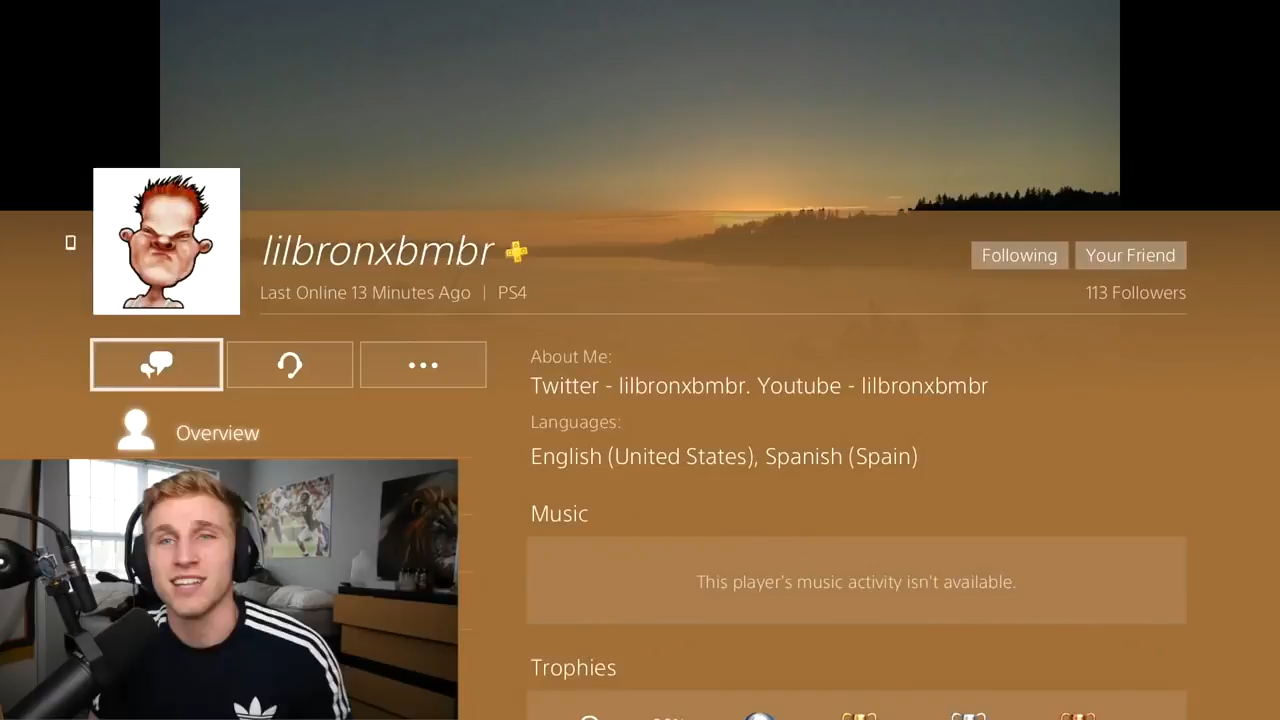 lilbronxbmbr
Last Online 13 Minutes Ago | PS4
Following
Your Friend
113 Followers
About Me:
Twitter - lilbronxbmbr. Youtube - lilbronxbmbr
Languages:
English (United States), Spanish (Spain)
Overview
Music
This player's music activity isn't available.
Trophies